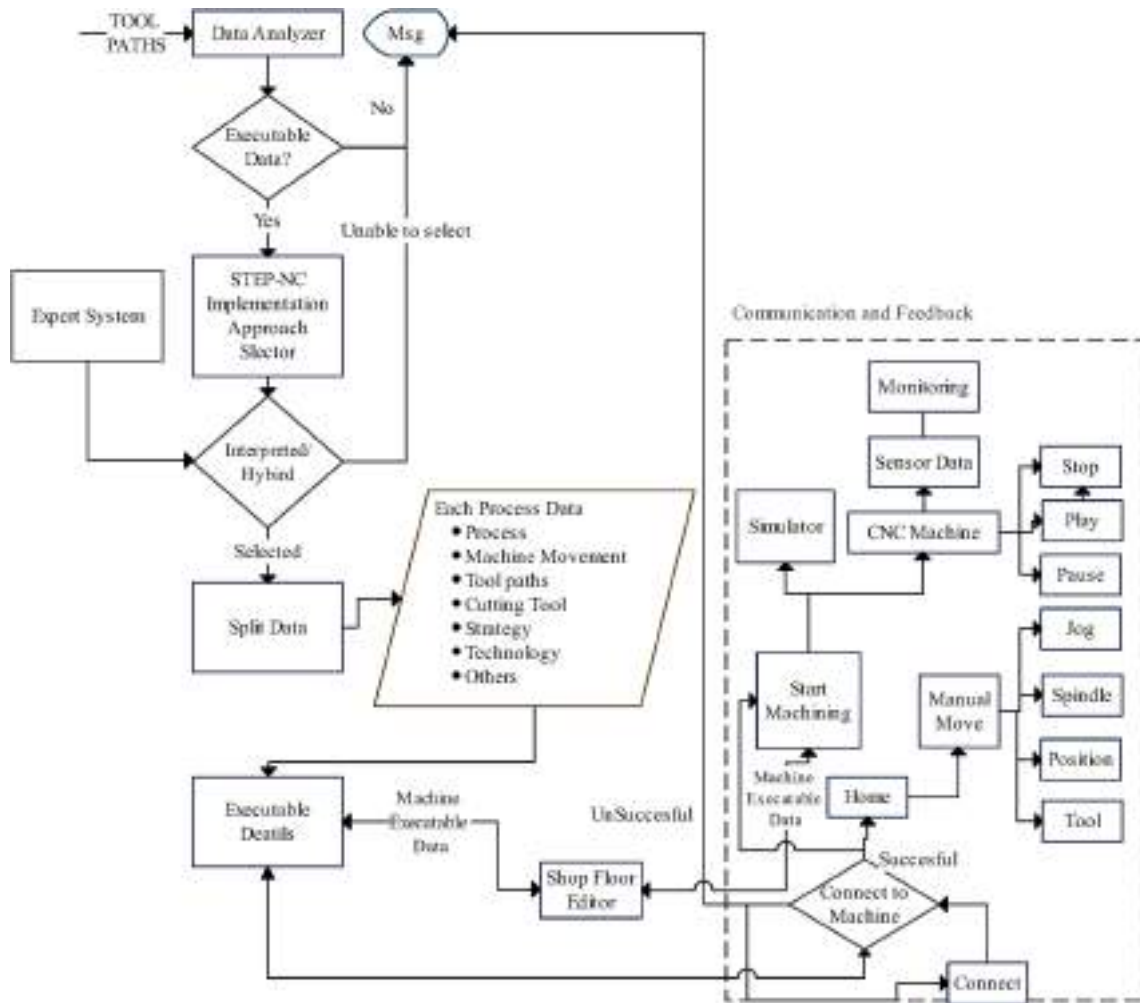 TOOL
PATHS
Data Analyzer
Msg
No
Executable
Data?
Yes
Unable to select
STEP-NC
Implementation
Approach
Slector
Expert System
Interpreted/
Hybird
Selected
Split Data
Each Process Data
● Process
● Machine Movement
● Tool paths
● Cutting Tool
● Strategy
● Technology
● Others
Executable
Deatils
Machine
Executable
Data
Shop Floor
Editor
UnSuccesful
Communication and Feedback
Monitoring
Sensor Data
Simulator
CNC Machine
Stop
Play
Pause
Start
Machining
Manual
Move
Jog
Spindle
Position
Tool
Machine
Executable
Data
Home
Succesful
Connect to
Machine
Connect